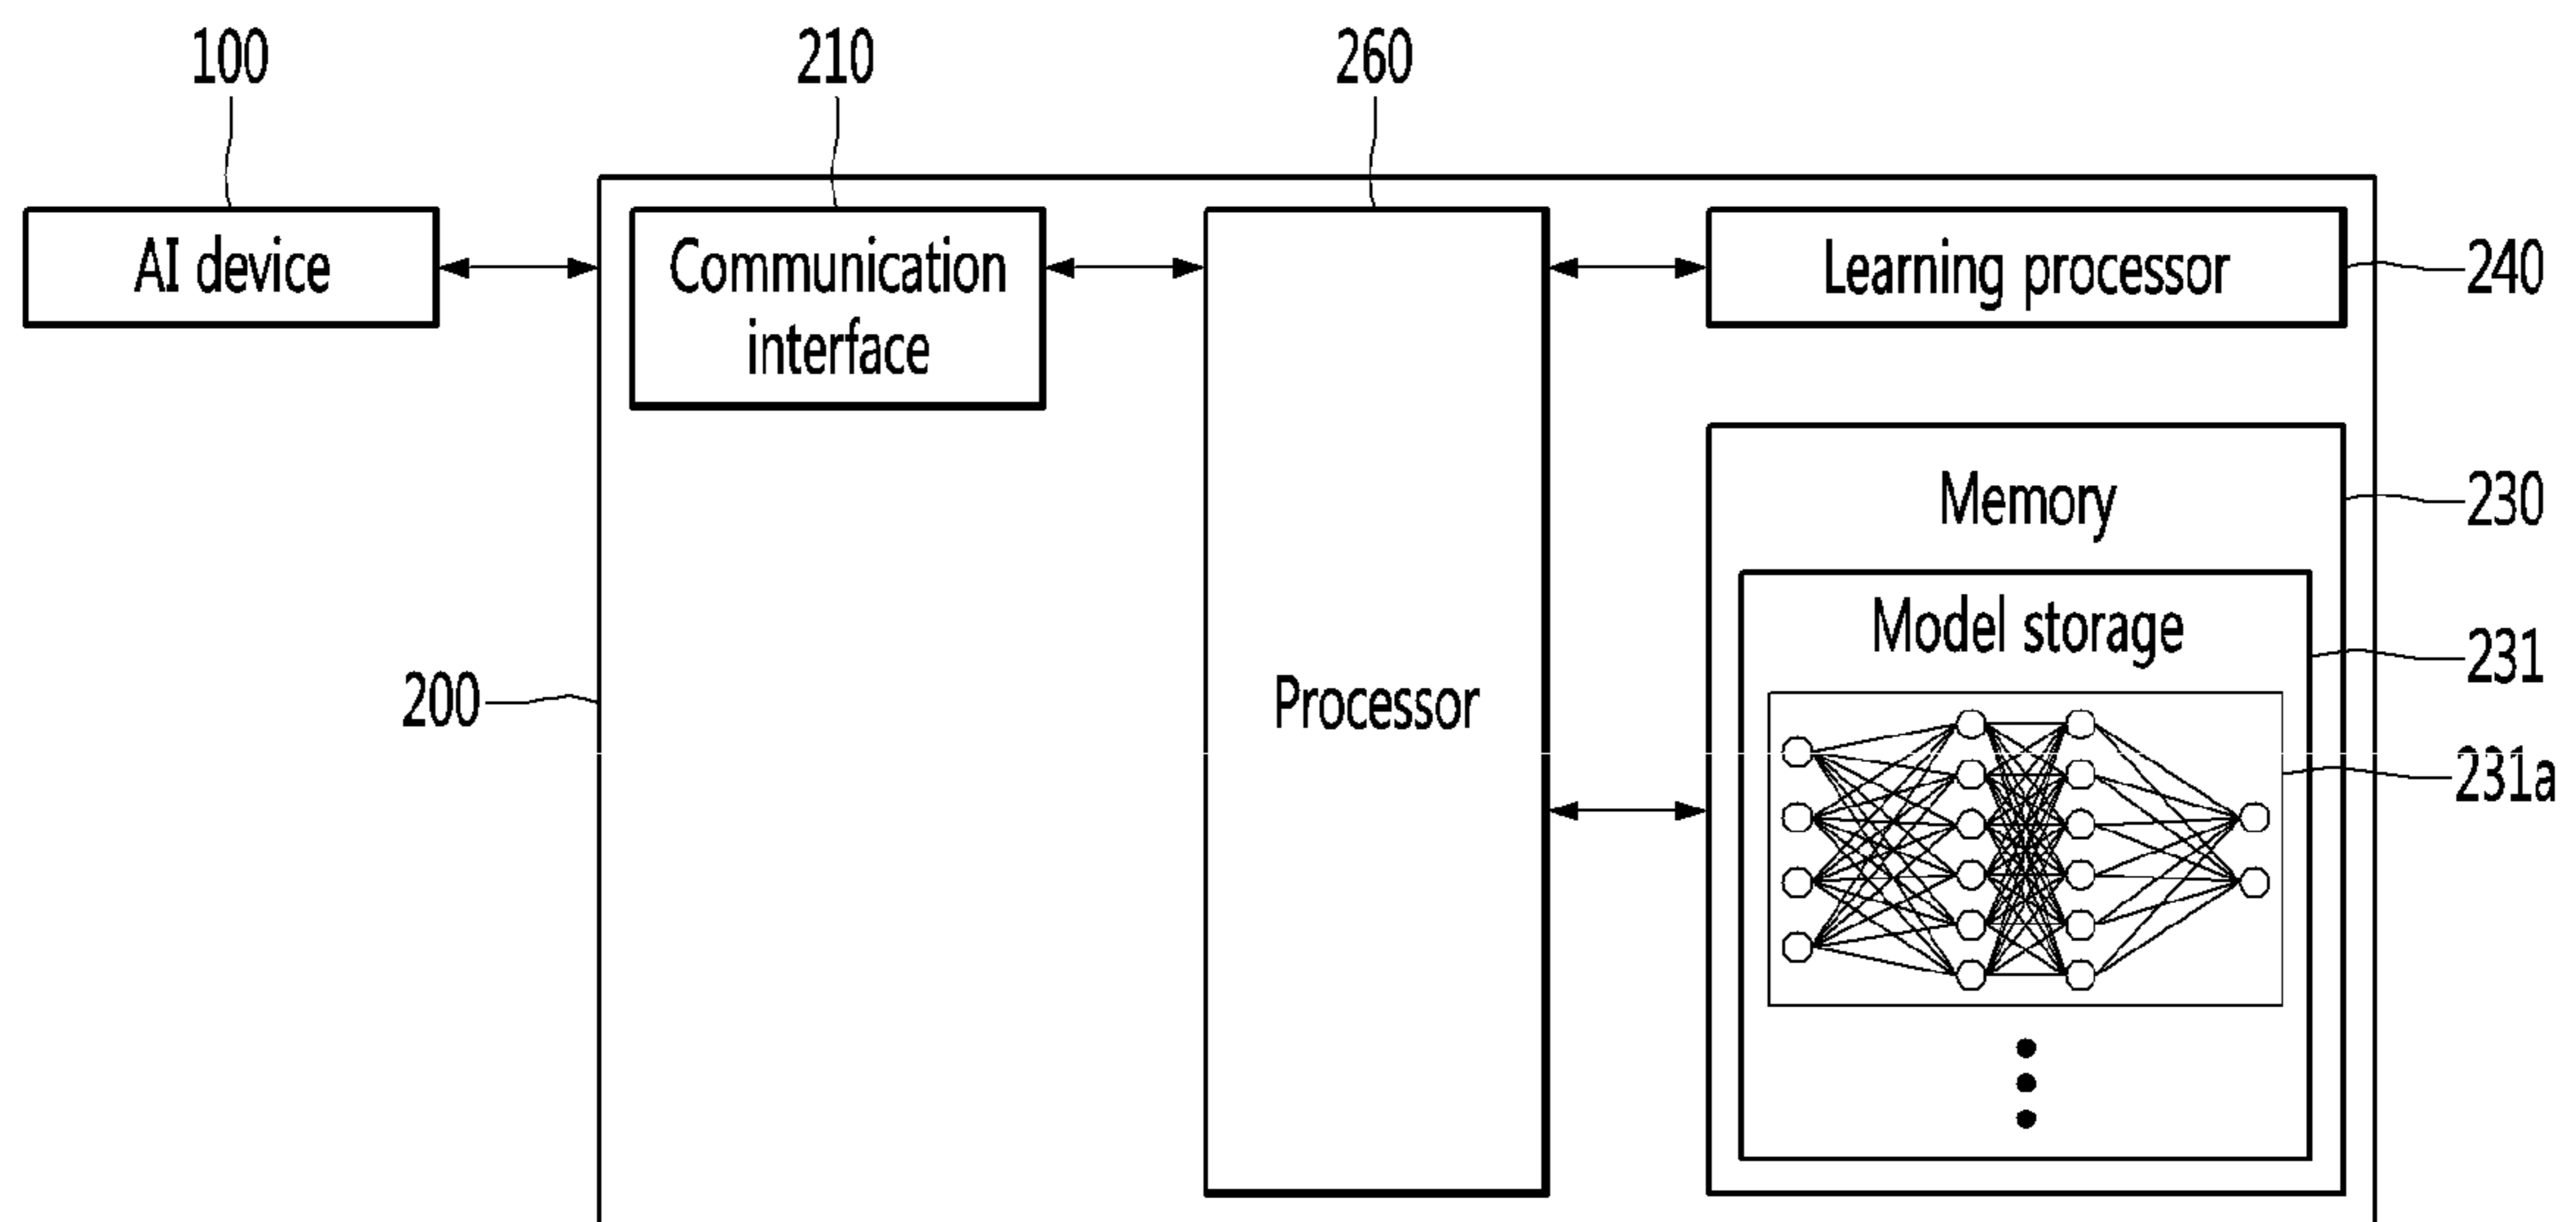 100
210
260
AI device
Communication
interface
Learning processor
240
Memory
230
Model storage
231
200
Processor
231a